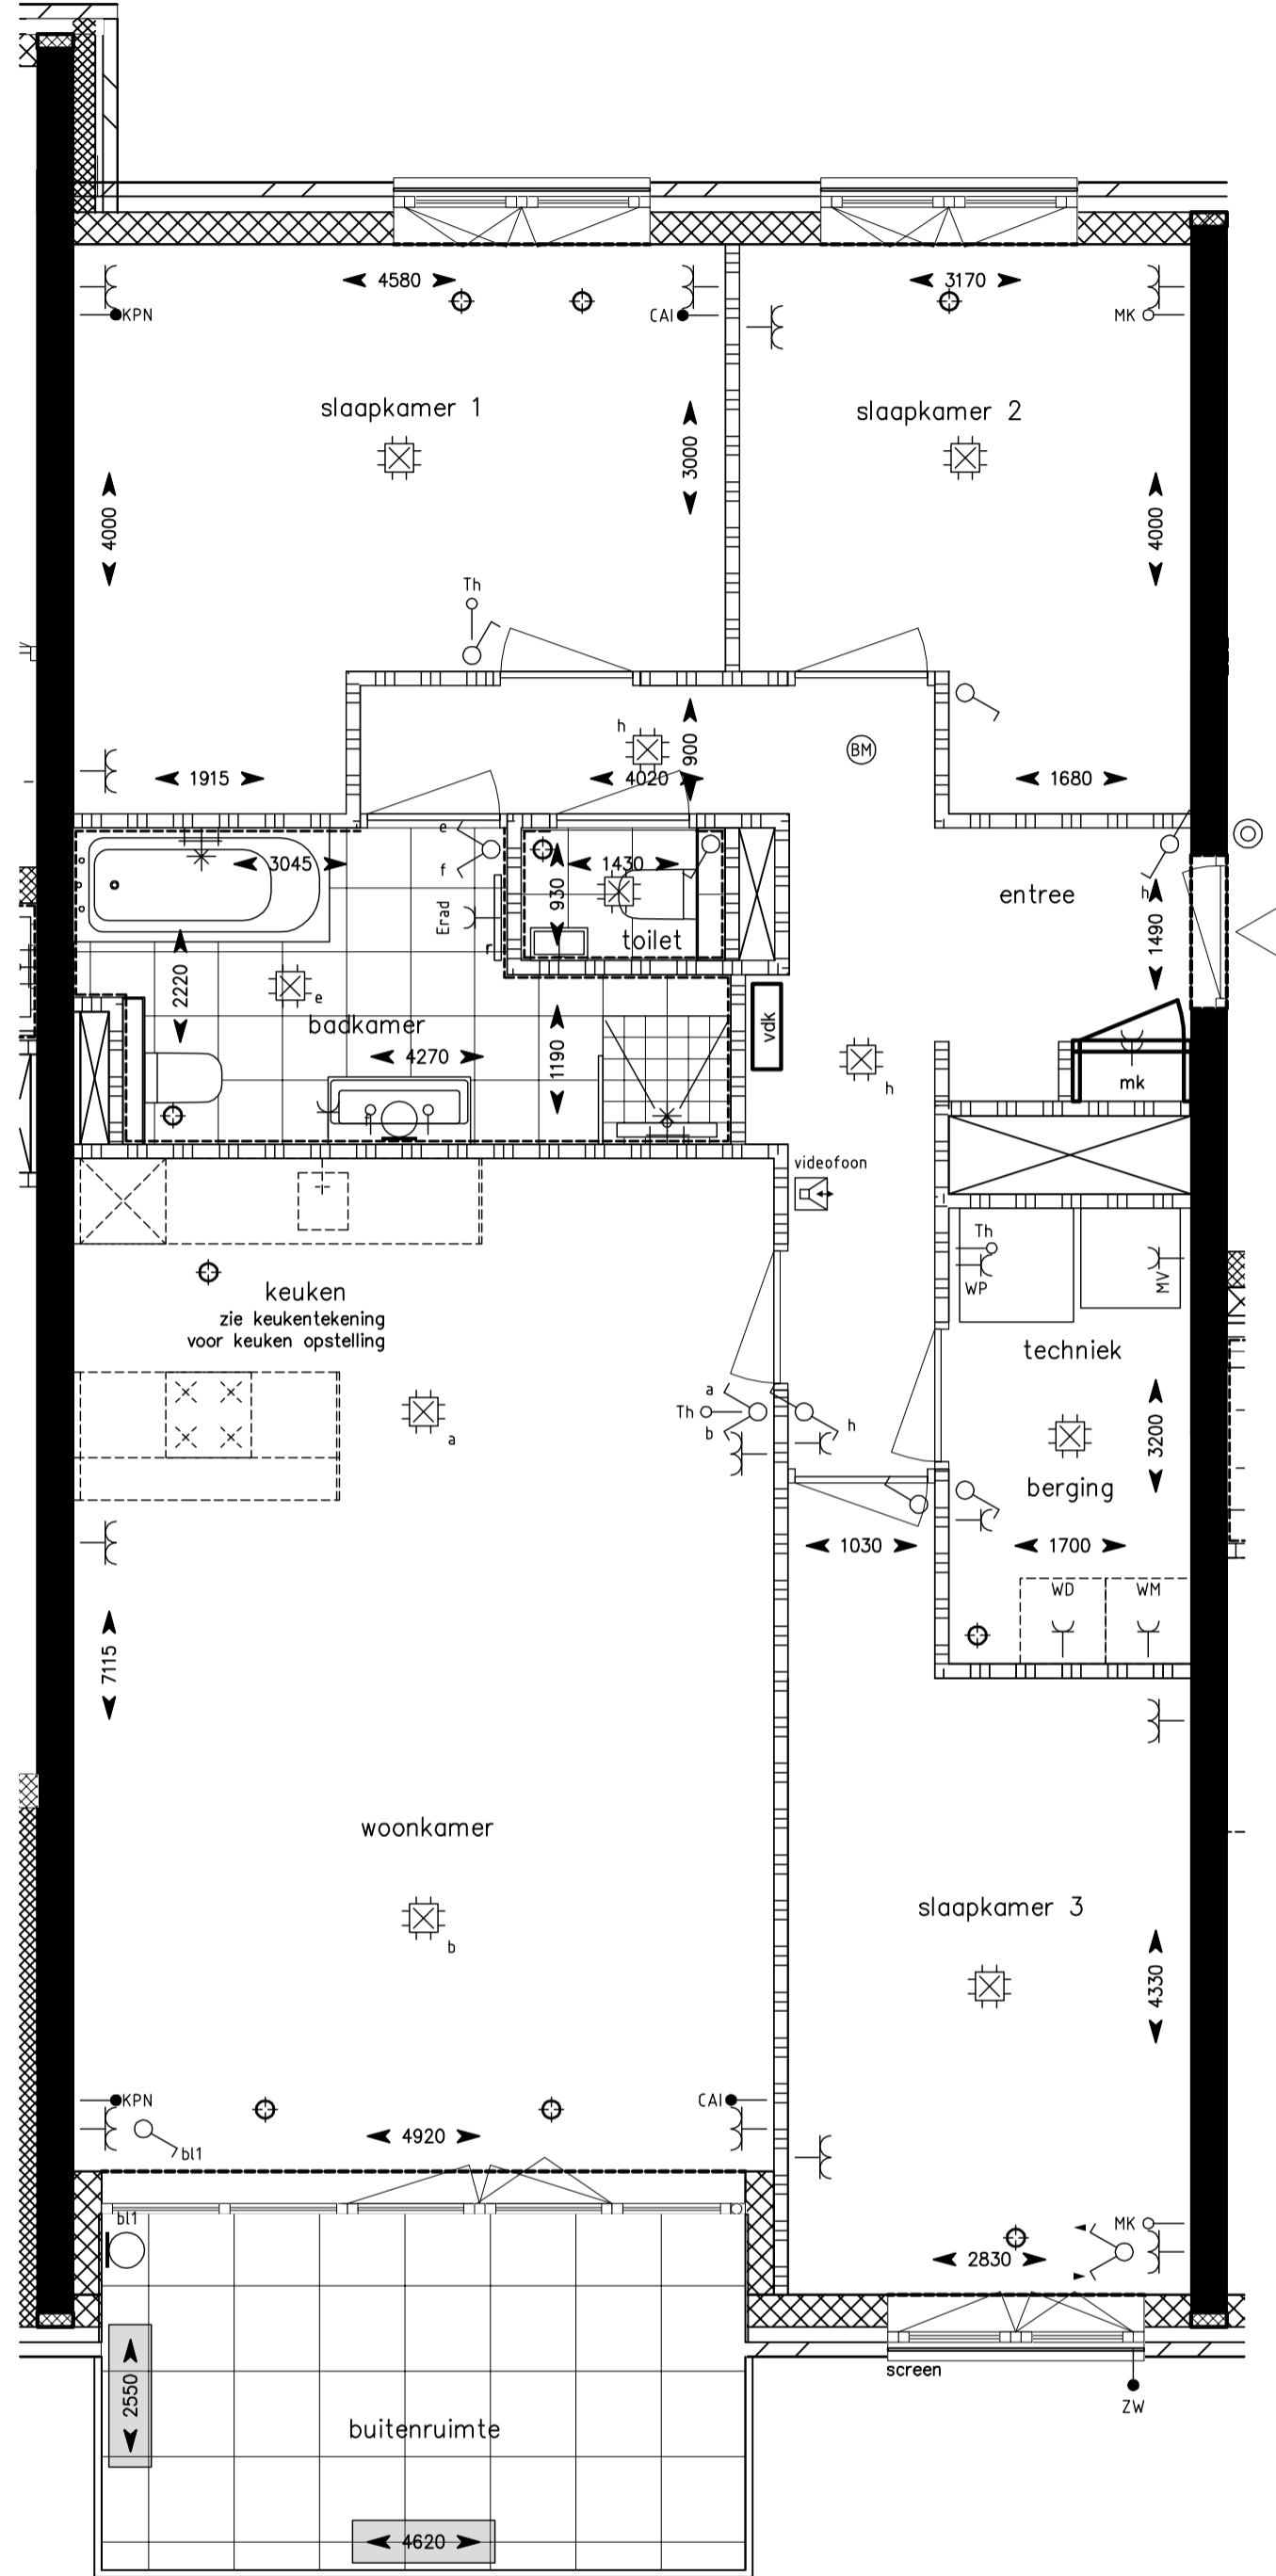 4580
3170
KPN
CAI
MK
slaapkamer 1
slaapkamer 2
3000
4000
4000
Th
h
900
BM
1915
4020
1680
e
f
3045
1430
930
Erad
r
toilet
entree
h
1490
2220
e
badkamer
4270
1190
vdk
h
mk
videofoon
Th
WP
MV
keuken
zie keukentekening
voor keuken opstelling
techniek
a
Th
b
h
a
3200
berging
1030
1700
WD
WM
7115
woonkamer
b
slaapkamer 3
4330
KPN
CAI
bl1
4920
bl1
MK
2830
screen
ZW
2550
buitenruimte
4620